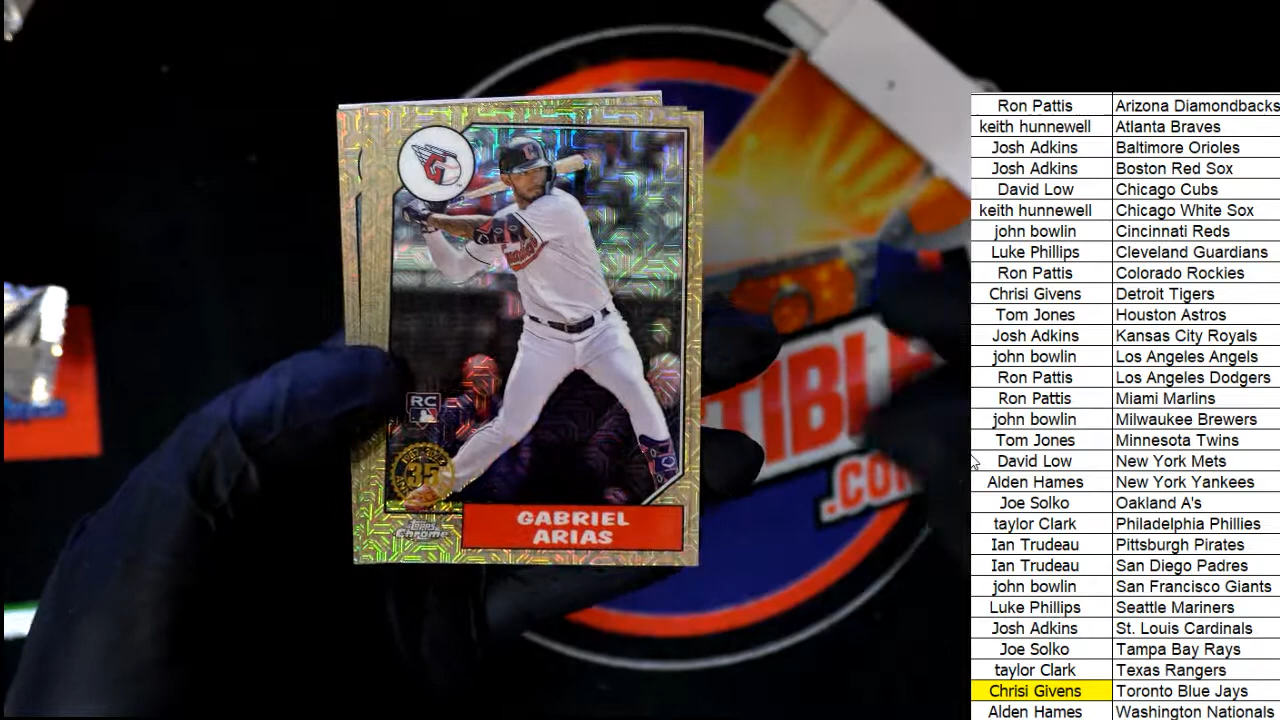 RC
35
Topps
Chrome
GABRIEL
ARIAS
TIBL
.CO
Ron Pattis Arizona Diamondbacks
keith hunnewell Atlanta Braves
Josh Adkins Baltimore Orioles
Josh Adkins Boston Red Sox
David Low Chicago Cubs
keith hunnewell Chicago White Sox
john bowlin Cincinnati Reds
Luke Phillips Cleveland Guardians
Ron Pattis Colorado Rockies
Chrisi Givens Detroit Tigers
Tom Jones Houston Astros
Josh Adkins Kansas City Royals
john bowlin Los Angeles Angels
Ron Pattis Los Angeles Dodgers
Ron Pattis Miami Marlins
john bowlin Milwaukee Brewers
Tom Jones Minnesota Twins
David Low New York Mets
Alden Hames New York Yankees
Joe Solko Oakland A's
taylor Clark Philadelphia Phillies
Ian Trudeau Pittsburgh Pirates
Ian Trudeau San Diego Padres
john bowlin San Francisco Giants
Luke Phillips Seattle Mariners
Josh Adkins St. Louis Cardinals
Joe Solko Tampa Bay Rays
taylor Clark Texas Rangers
Chrisi Givens Toronto Blue Jays
Alden Hames Washington Nationals